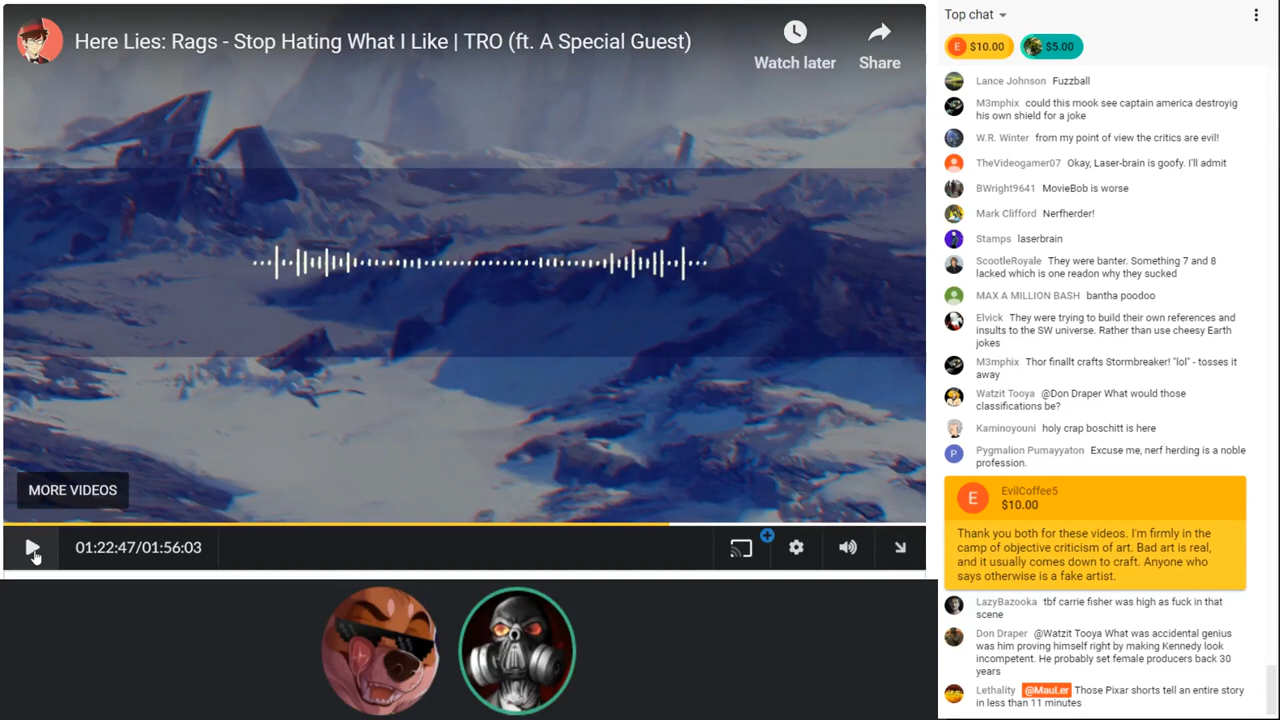 Here Lies: Rags - Stop Hating What I Like | TRO (ft. A Special Guest)
Watch later
Share
MORE VIDEOS
01:22:47/01:56:03
Top chat
E $10.00
$5.00
Lance Johnson Fuzzball
M3mphix could this mook see captain america destroyig
his own shield for a joke
W.R. Winter from my point of view the critics are evil!
TheVideogamer07 Okay, Laser-brain is goofy. I'll admit
BWright9641 MovieBob is worse
Mark Clifford Nerfherder!
Stamps laserbrain
ScootleRoyale They were banter. Something 7 and 8
lacked which is one readon why they sucked
MAX A MILLION BASH bantha poodoo
Elvick They were trying to build their own references and
insults to the SW universe. Rather than use cheesy Earth
jokes
M3mphix Thor finallt crafts Stormbreaker! "lol" - tosses it
away
Watzit Tooya @Don Draper What would those
classifications be?
Kaminoyouni holy crap boschitt is here
P Pygmalion Pumayyaton Excuse me, nerf herding is a noble
profession.
E EvilCoffee5
$10.00
Thank you both for these videos. I'm firmly in the
camp of objective criticism of art. Bad art is real,
and it usually comes down to craft. Anyone who
says otherwise is a fake artist.
LazyBazooka tbf carrie fisher was high as fuck in that
scene
Don Draper @Watzit Tooya What was accidental genius
was him proving himself right by making Kennedy look
incompetent. He probably set female producers back 30
years
Lethality @MauLer Those Pixar shorts tell an entire story
in less than 11 minutes